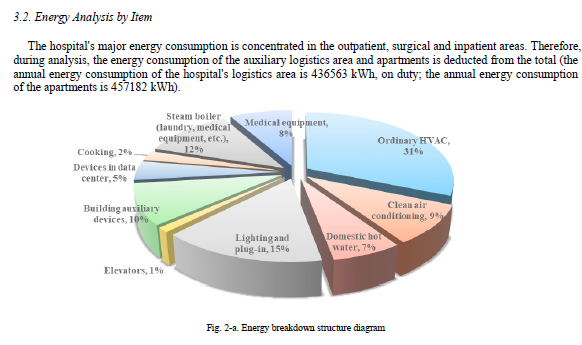 3.2. Energy Analysis by Item
The hospital's major energy consumption is concentrated in the outpatient, surgical and inpatient areas. Therefore,
during analysis, the energy consumption of the auxiliary logistics area and apartments is deducted from the total (the
annual energy consumption of the hospital's logistics area is 436563 kWh, on duty; the annual energy consumption
of the apartments is 457182 kWh).
Steam boiler
(laundry, medical
equipment, etc.),
12%
Medical equipment,
8%
Ordinary HVAC,
31%
Cooking, 2%
Devices in data
center, 5%
Clean air
conditioning, 9%
Building auxiliary
devices, 10%
Domestic hot
water, 7%
Lighting and
plug-in, 15%
Elevators, 1%
Fig. 2-a. Energy breakdown structure diagram